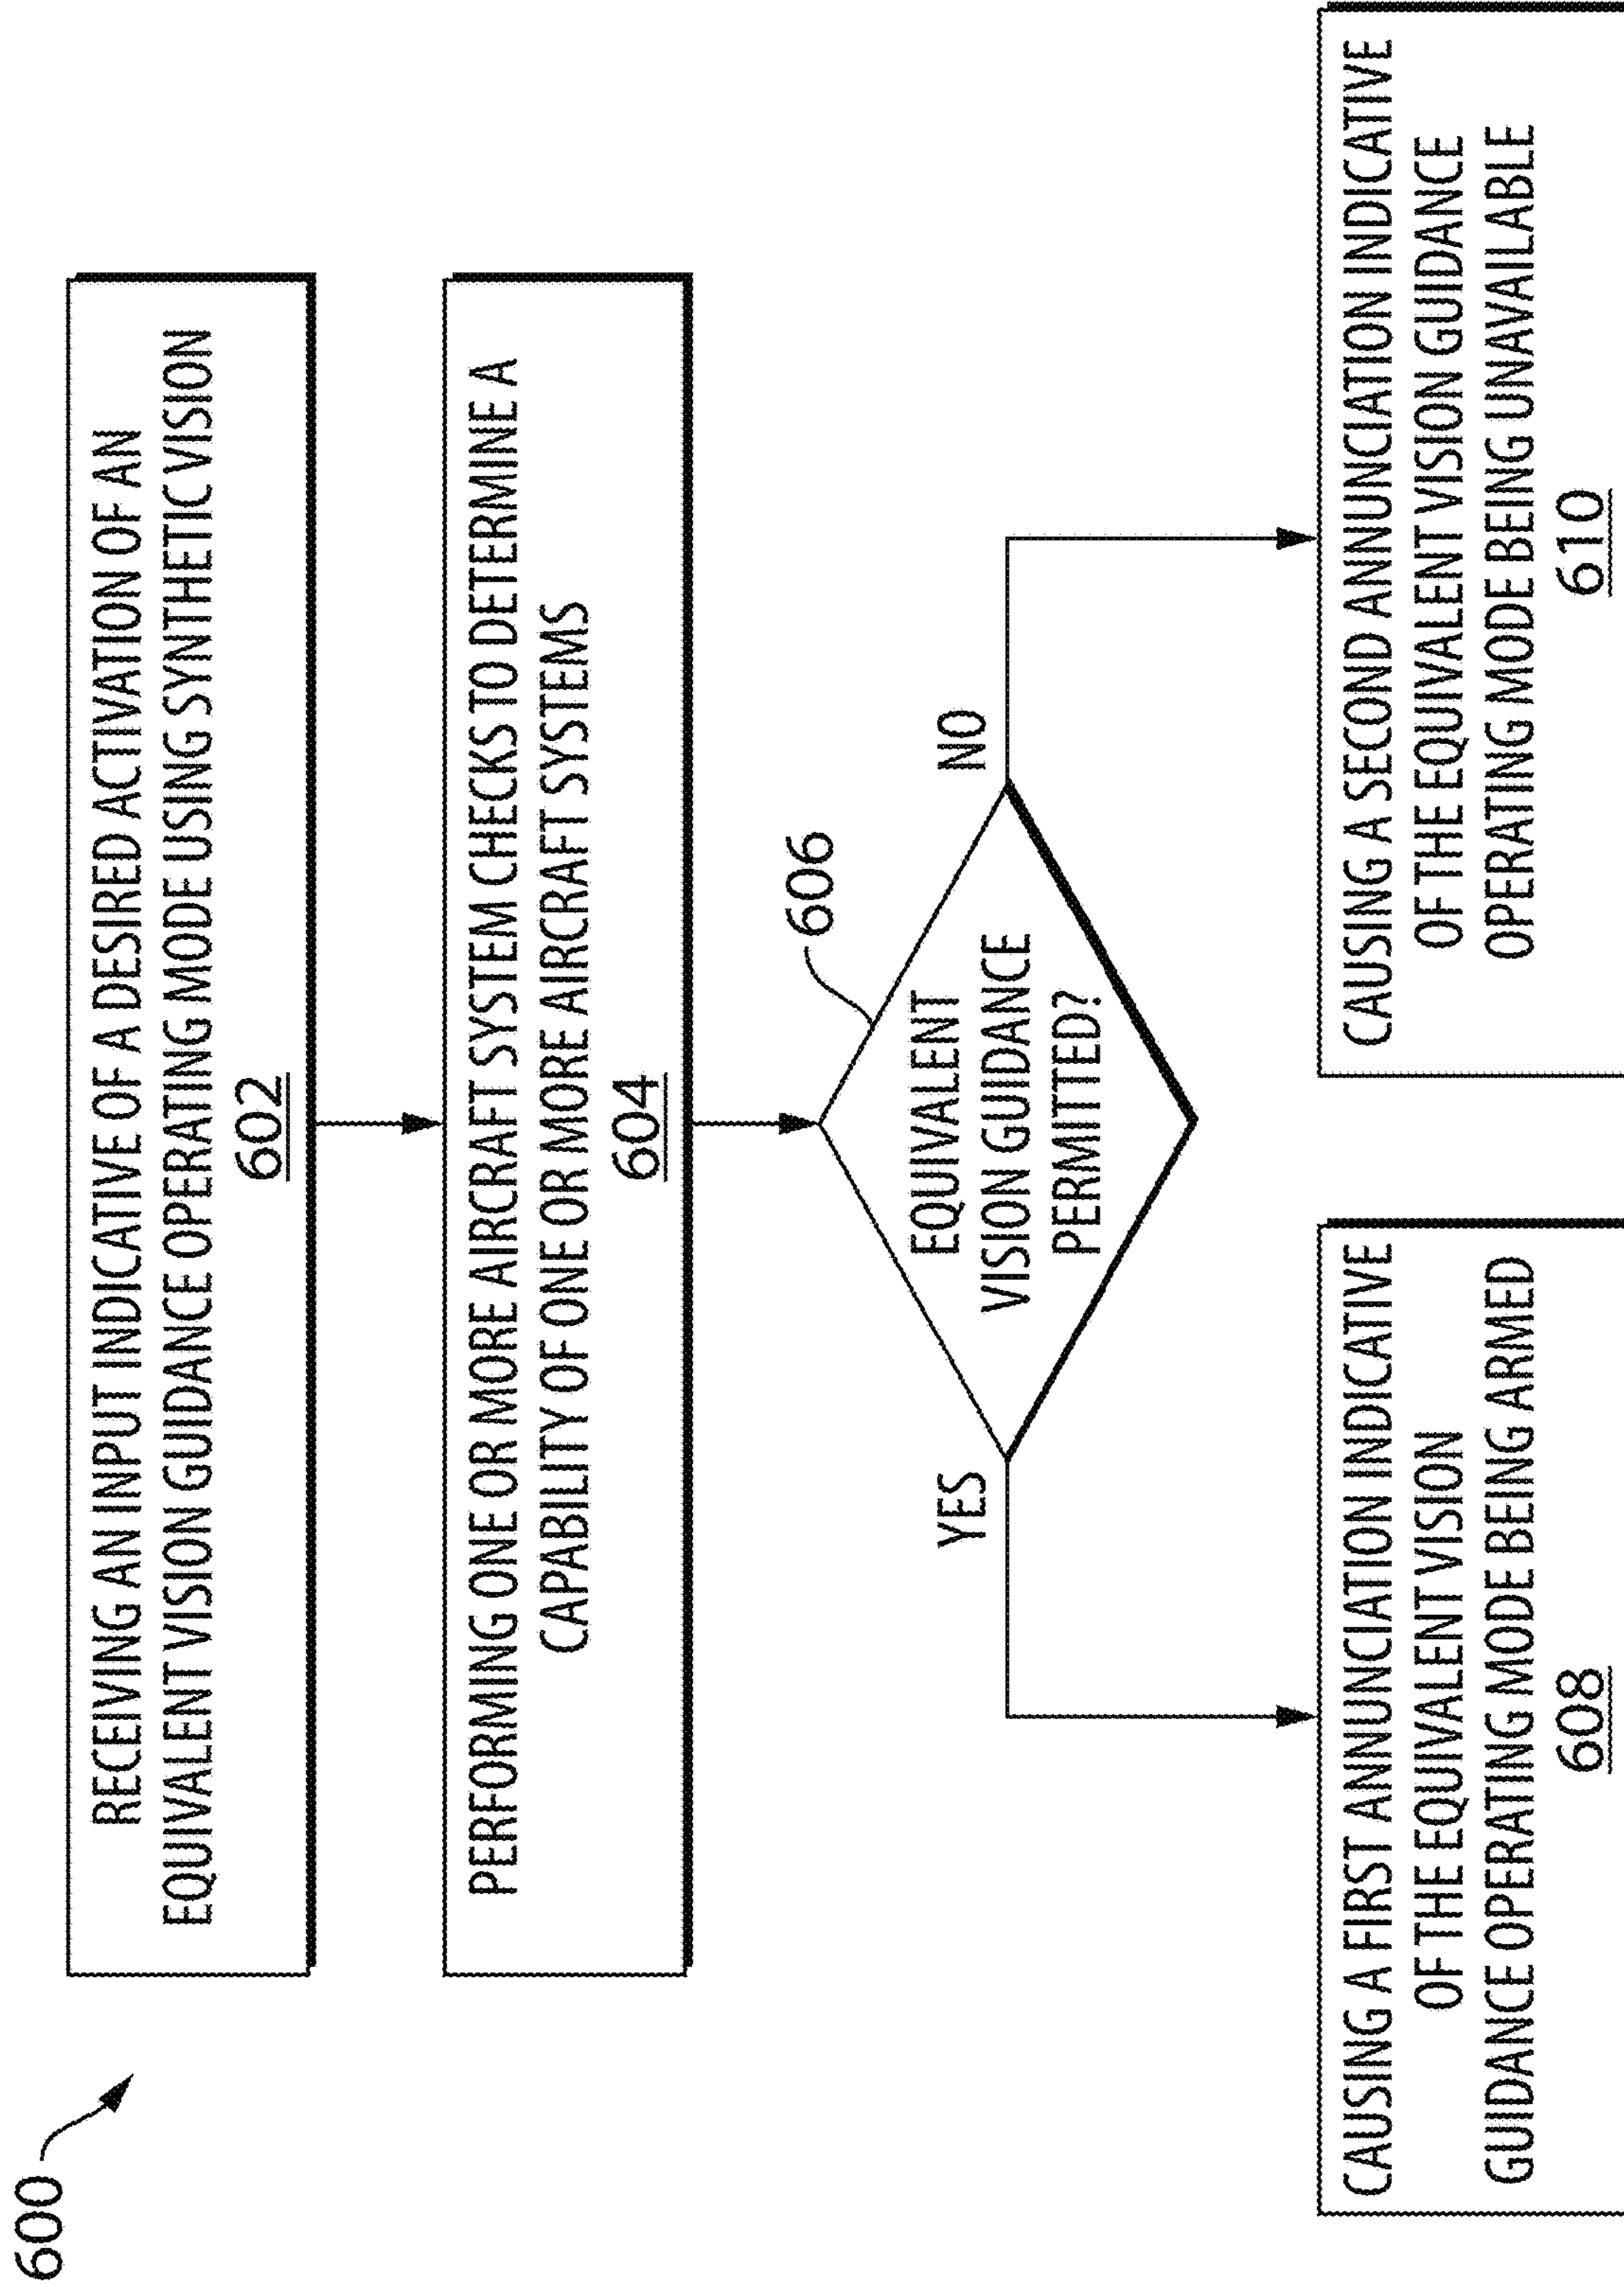 600
RECEIVING AN INPUT INDICATIVE OF A DESIRED ACTIVATION OF AN
EQUIVALENT VISION GUIDANCE OPERATING MODE USING SYNTHETIC VISION
602
PERFORMING ONE OR MORE AIRCRAFT SYSTEM CHECKS TO DETERMINE A
CAPABILITY OF ONE OR MORE AIRCRAFT SYSTEMS
604
606
EQUIVALENT
VISION GUIDANCE
PERMITTED?
YES
NO
CAUSING A FIRST ANNUNCIATION INDICATIVE
OF THE EQUIVALENT VISION
GUIDANCE OPERATING MODE BEING ARMED
608
CAUSING A SECOND ANNUNCIATION INDICATIVE
OF THE EQUIVALENT VISION GUIDANCE
OPERATING MODE BEING UNAVAILABLE
610